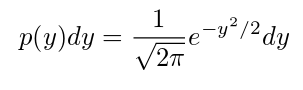 p(y)dy = \frac{1}{\sqrt{2\pi}} e^{-y^2/2} dy